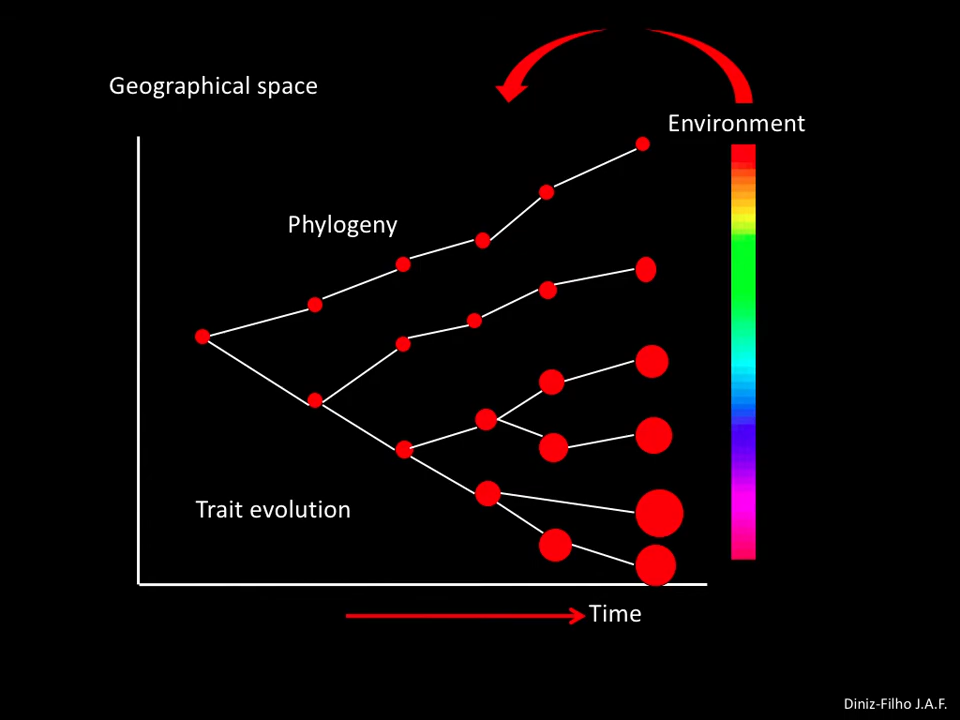 Geographical space
Environment
Phylogeny
Trait evolution
Time
Diniz-Filho J.A.F.